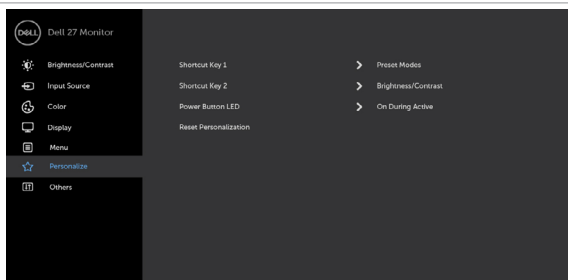 DELL
Dell 27 Monitor
Brightness/Contrast
Input Source
Color
Display
Menu
Personalize
Others
Shortcut Key 1 Preset Modes
Shortcut Key 2 Brightness/Contrast
Power Button LED On During Active
Reset Personalization